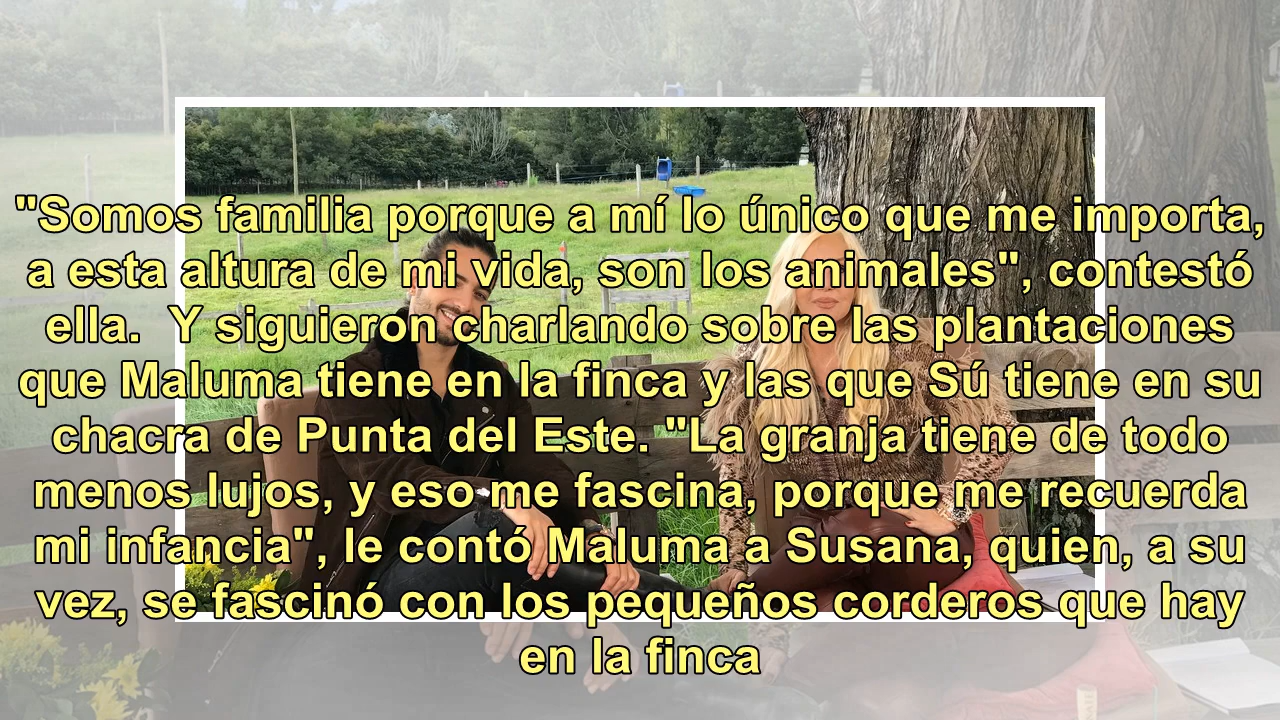 "Somos familia porque a mí lo único que me importa,
a esta altura de mi vida, son los animales", contestó
ella.  Y siguieron charlando sobre las plantaciones
que Maluma tiene en la finca y las que Sú tiene en su
chacra de Punta del Este. "La granja tiene de todo
menos lujos, y eso me fascina, porque me recuerda
mi infancia", le contó Maluma a Susana, quien, a su
vez, se fascinó con los pequeños corderos que hay
en la finca